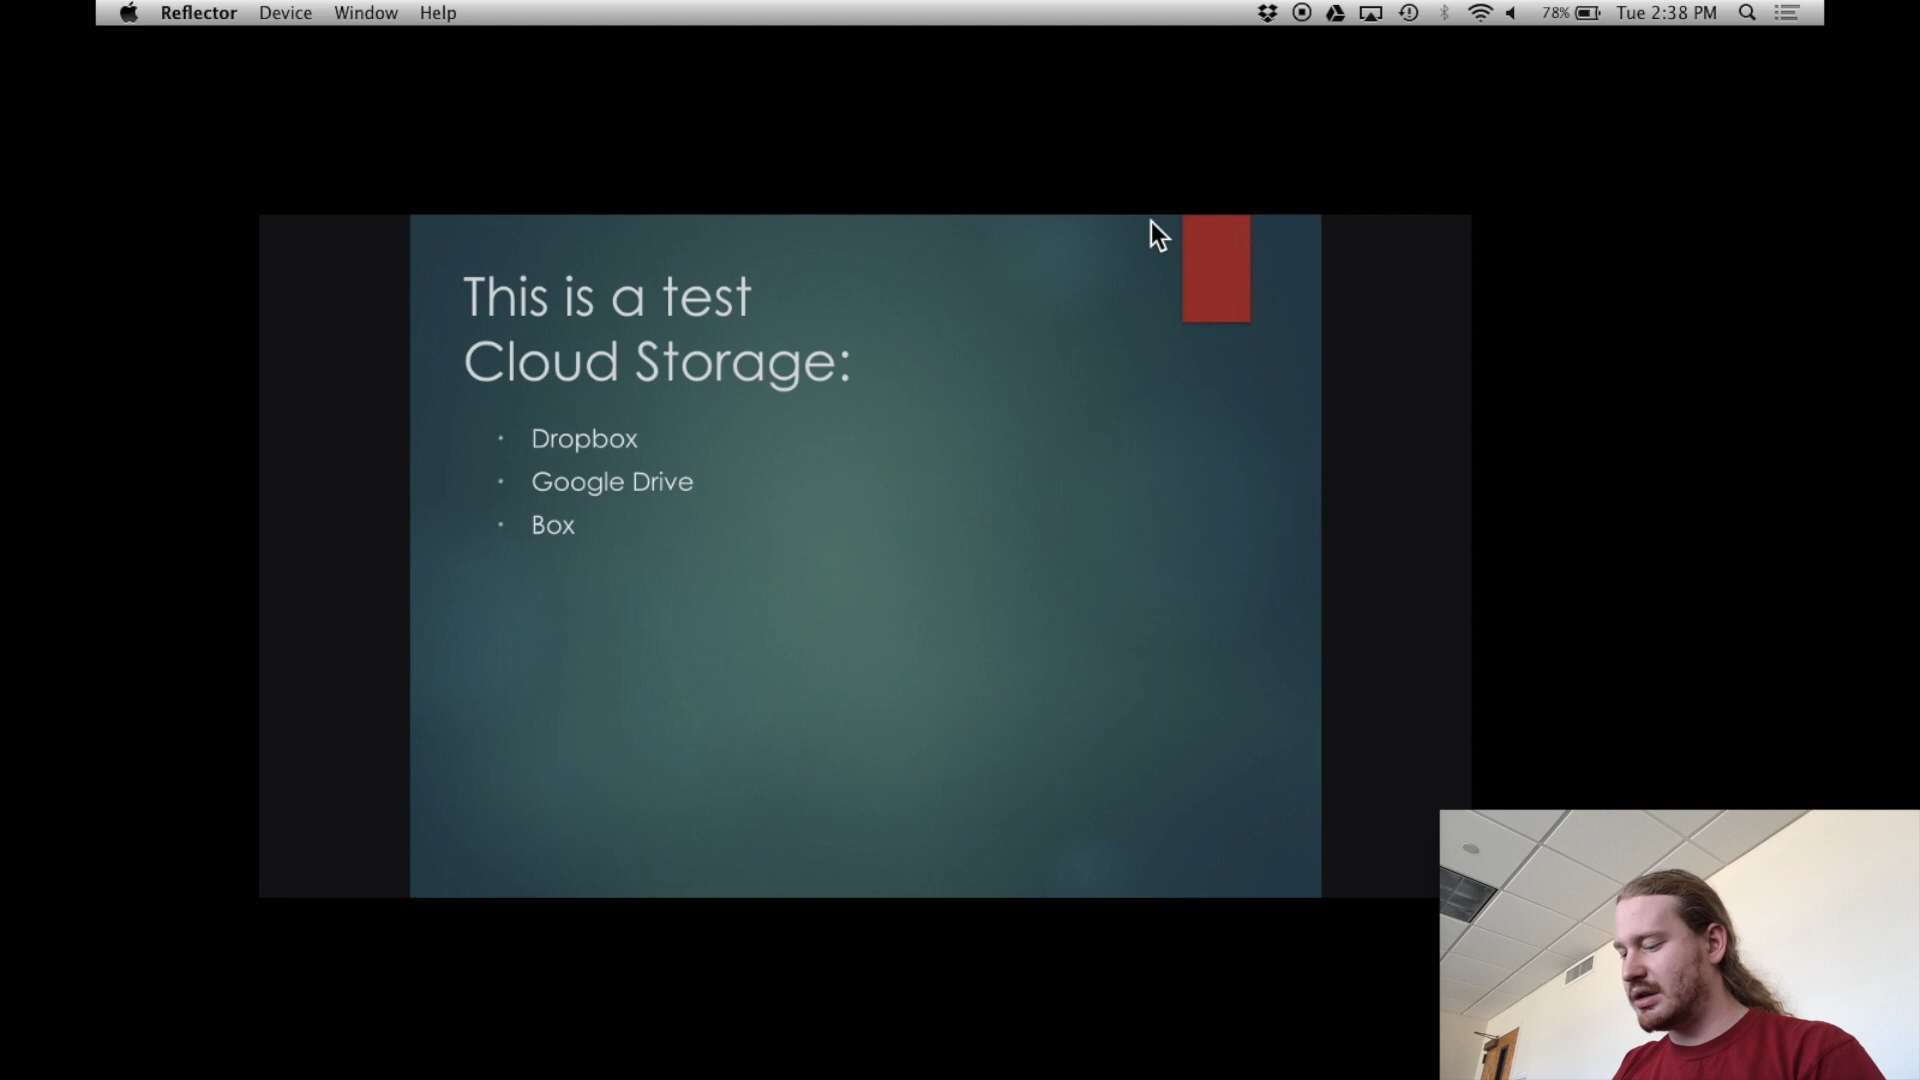 Reflector Device Window Help 78% Tue 2:38 PM
This is a test
Cloud Storage:
• Dropbox
• Google Drive
• Box